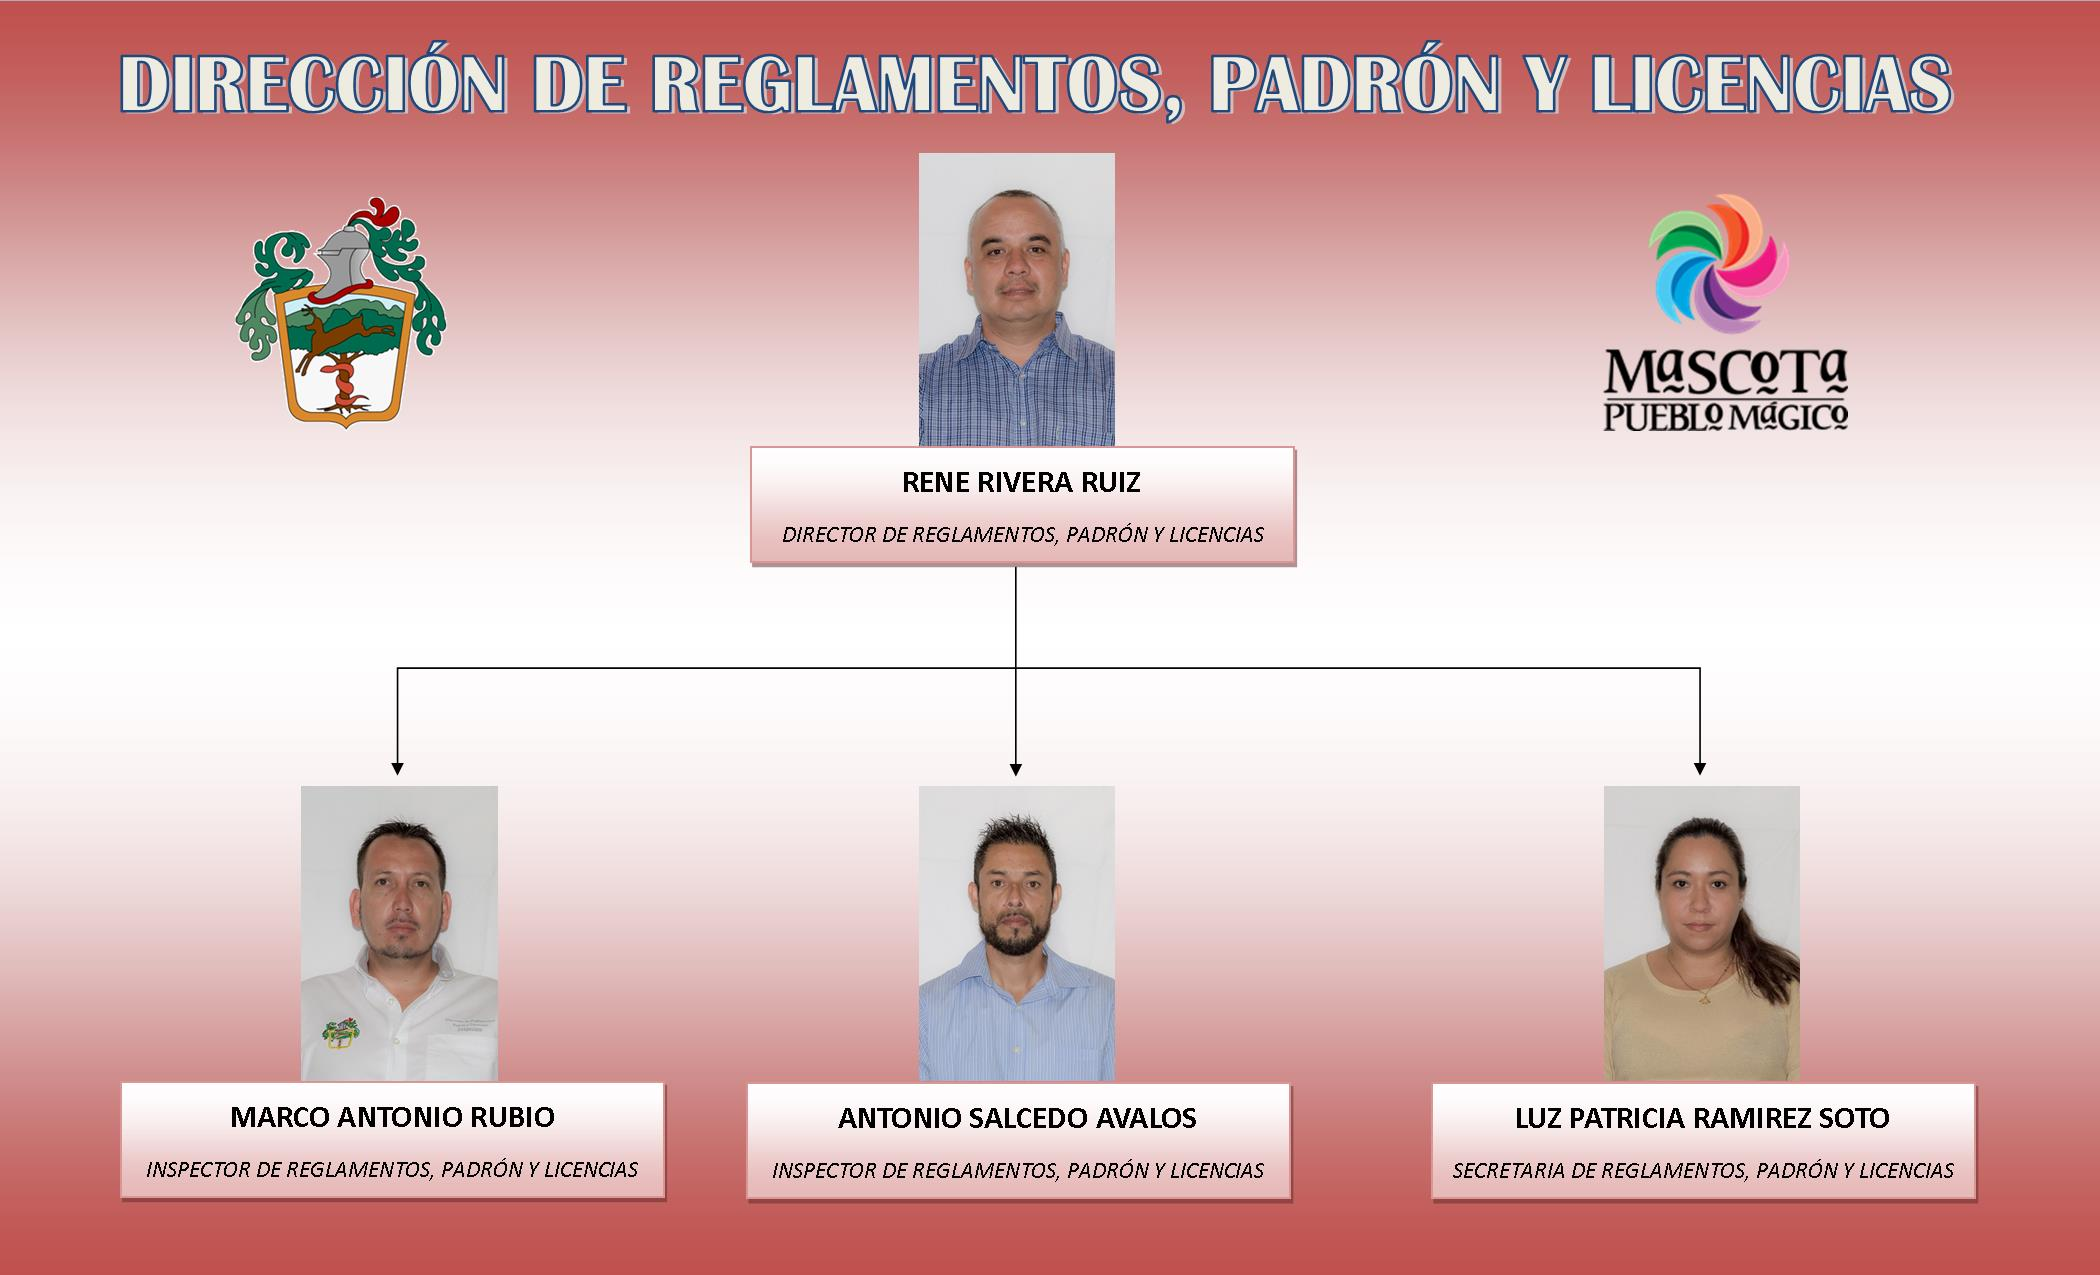 DIRECCIÓN DE REGLAMENTOS, PADRÓN Y LICENCIAS
MASCOTA
PUEBLO MÁGICO
RENE RIVERA RUIZ
DIRECTOR DE REGLAMENTOS, PADRÓN Y LICENCIAS
MARCO ANTONIO RUBIO
INSPECTOR DE REGLAMENTOS, PADRÓN Y LICENCIAS
ANTONIO SALCEDO AVALOS
INSPECTOR DE REGLAMENTOS, PADRÓN Y LICENCIAS
LUZ PATRICIA RAMIREZ SOTO
SECRETARIA DE REGLAMENTOS, PADRÓN Y LICENCIAS